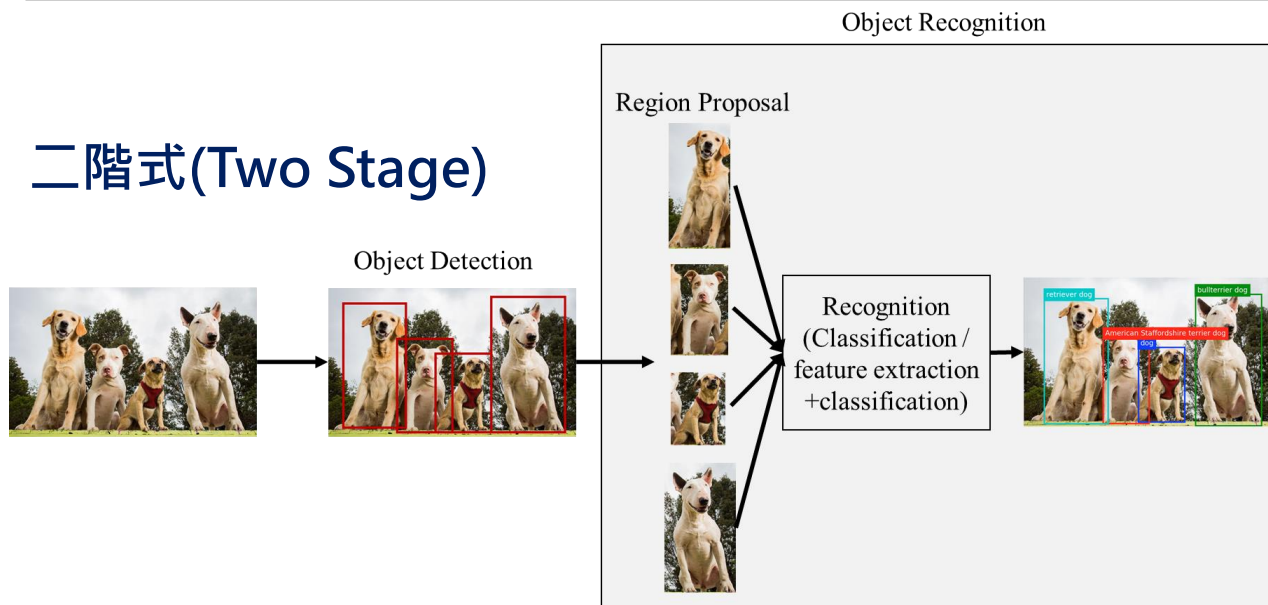 Object Recognition
Region Proposal
二階式(Two Stage)
Object Detection
Recognition
(Classification /
feature extraction
+classification)
retriever dog
American Staffordshire terrier dog
dog
bullterrier dog